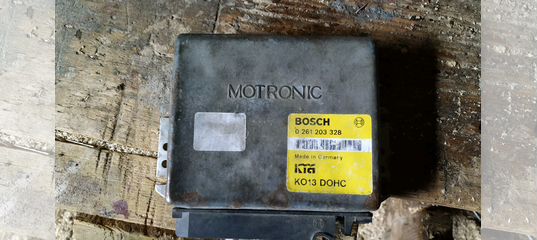 MOTRONIC
BOSCH
0 261 203 328
Made in Germany
KIA
KO13 DOHC